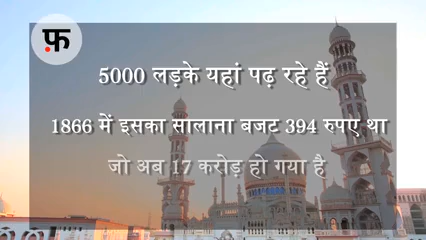 फ़
5000 लड़के यहां पढ़ रहे हैं
1866 में इसका सालाना बजट 394 रुपए था
जो अब 17 करोड़ हो गया है